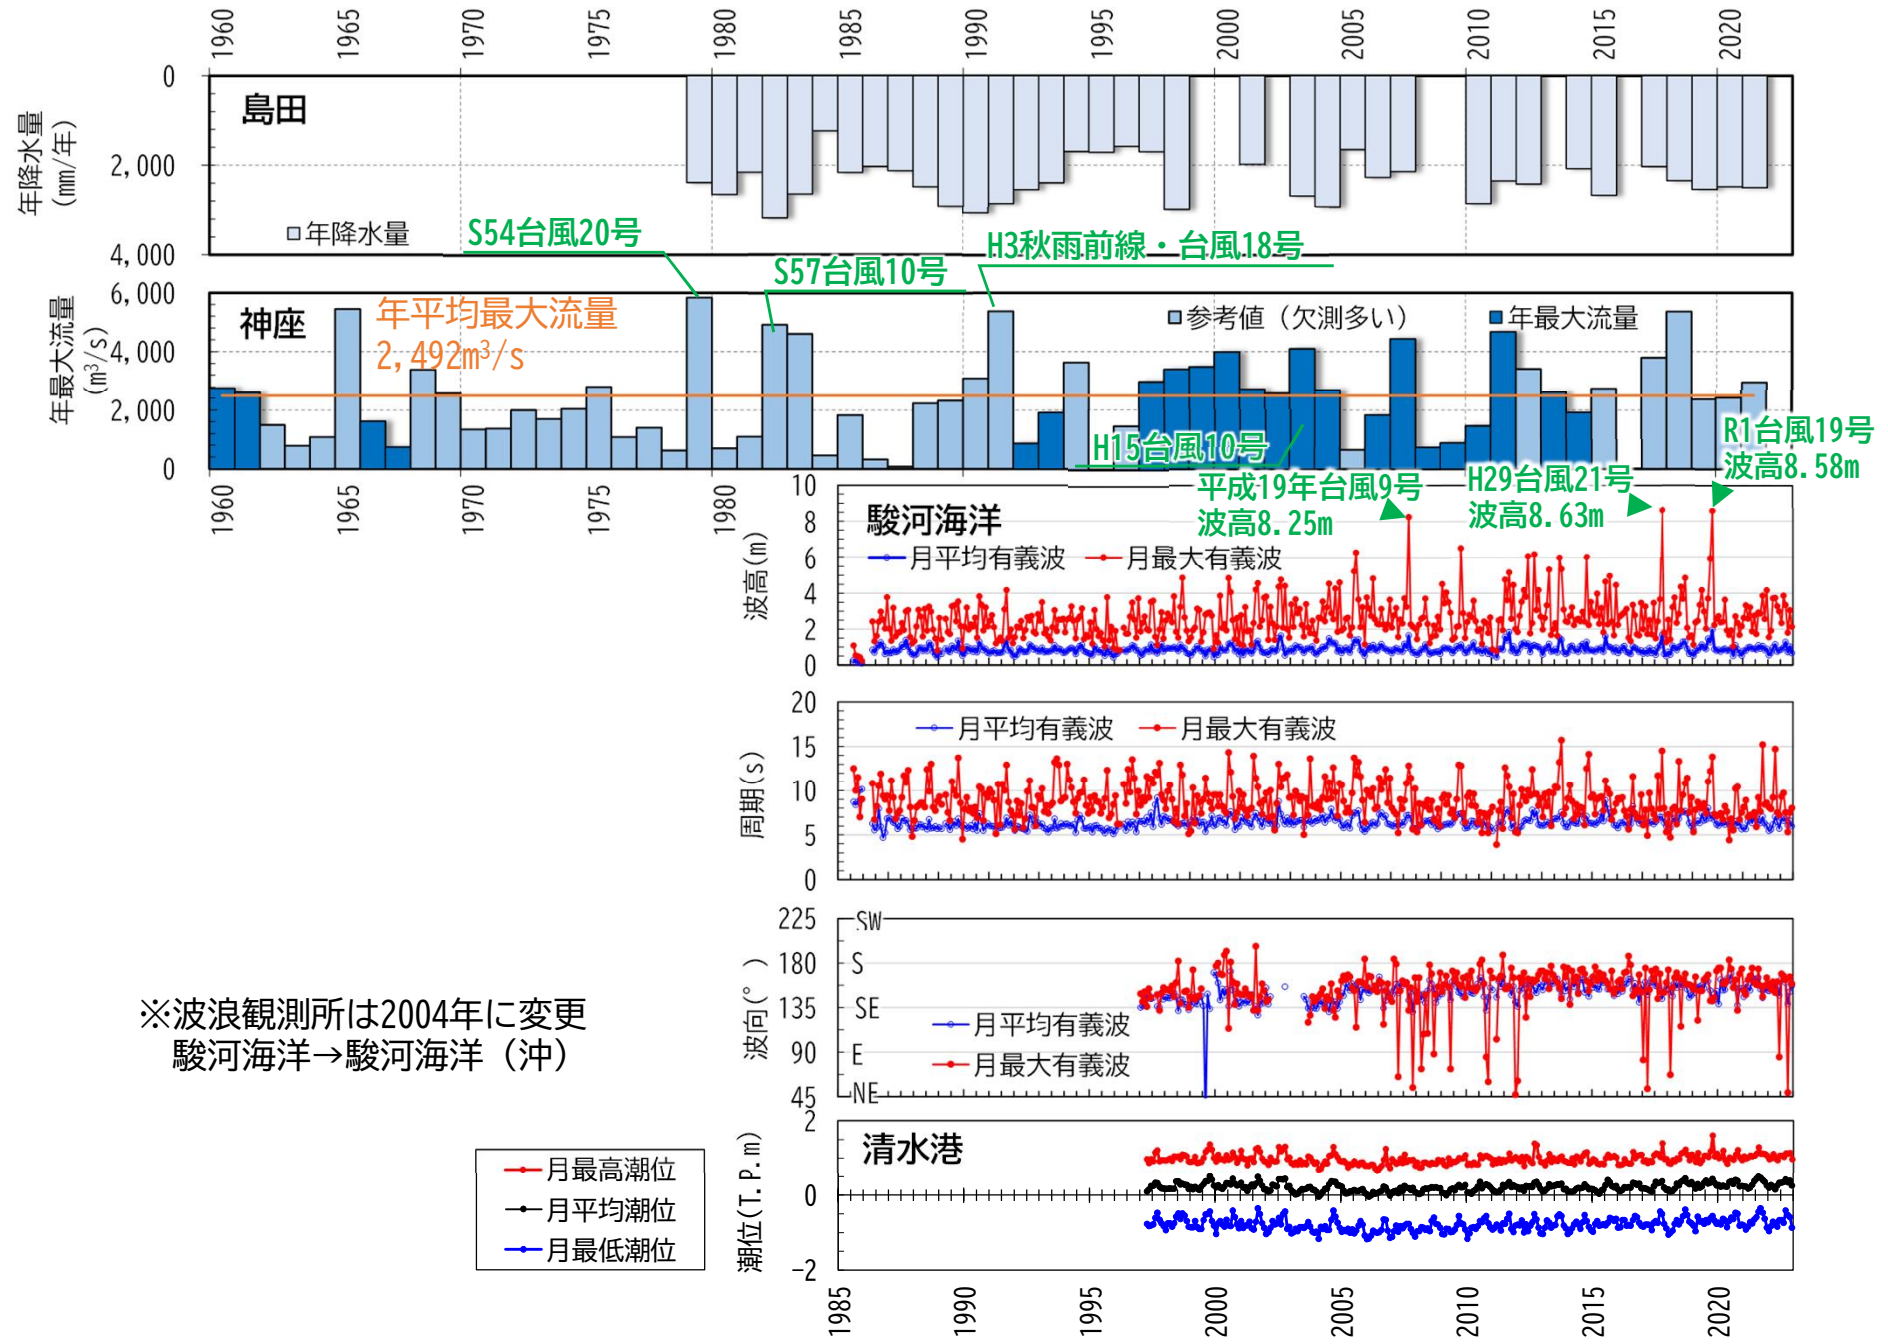 1960 1965 1970 1975 1980 1985 1990 1995 2000 2005 2010 2015 2020
年降水量
(mm/年)
0
2,000
4,000
島田
年降水量
S54台風20号
S57台風10号
H3秋雨前線・台風18号
年最大流量
(m³/s)
6,000
4,000
2,000
0
神座
年平均最大流量
2,492m³/s
参考値（欠測多い）
年最大流量
H15台風10号
平成19年台風9号
波高8.25m
H29台風21号
波高8.63m
R1台風19号
波高8.58m
1960 1965 1970 1975 1980
波高(m)
10
8
6
4
2
0
駿河海洋
月平均有義波
月最大有義波
周期(s)
20
15
10
5
0
月平均有義波
月最大有義波
波向(°)
225
180
135
90
45
SW
S
SE
E
NE
月平均有義波
月最大有義波
※波浪観測所は2004年に変更
駿河海洋→駿河海洋（沖）
月最高潮位
月平均潮位
月最低潮位
潮位(T.P.m)
2
0
-2
清水港
1985 1990 1995 2000 2005 2010 2015 2020